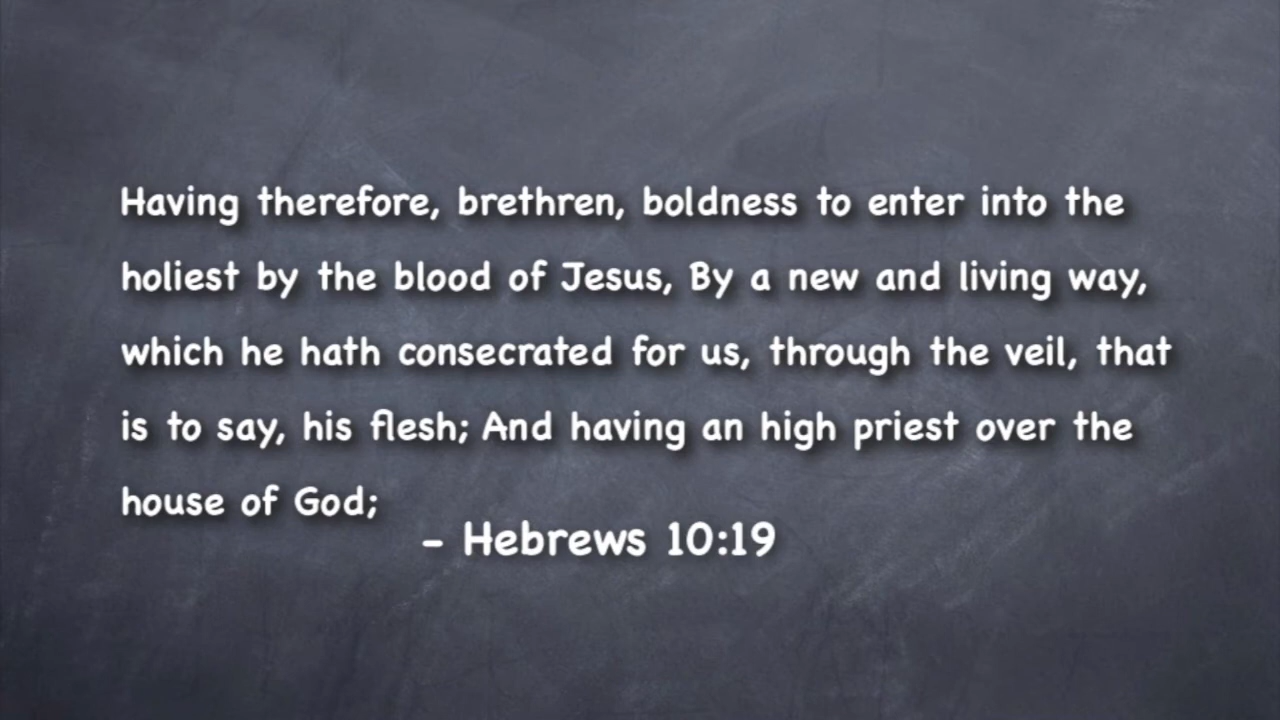 Having therefore, brethren, boldness to enter into the
holiest by the blood of Jesus, By a new and living way,
which he hath consecrated for us, through the veil, that
is to say, his flesh; And having an high priest over the
house of God;
- Hebrews 10:19